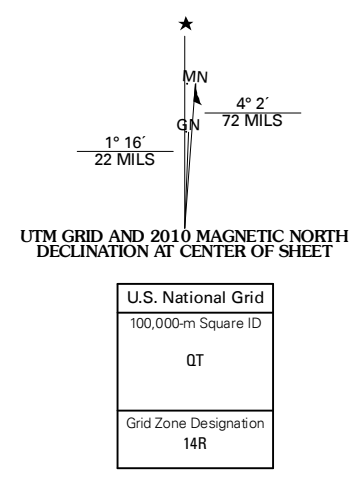 MN
GN
4° 2´
72 MILS
1° 16´
22 MILS
UTM GRID AND 2010 MAGNETIC NORTH
DECLINATION AT CENTER OF SHEET
U.S. National Grid
100,000-m Square ID
QT
Grid Zone Designation
14R